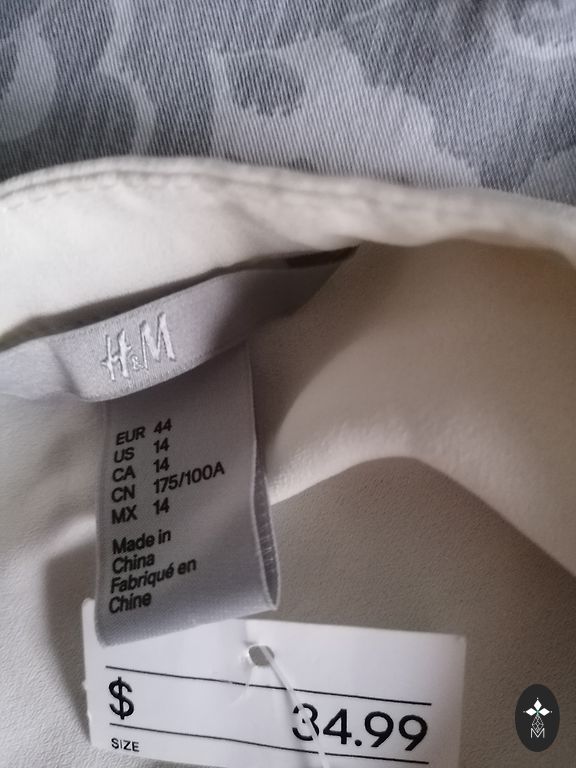 H&M
EUR 44
US 14
CA 14
CN 175/100A
MX 14
Made in
China
Fabriqué en
Chine
$ 34.99
SIZE